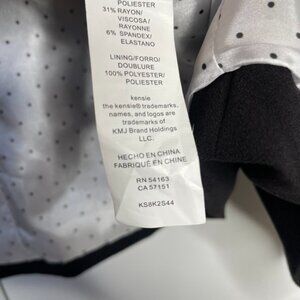 POLIESTER
31% RAYON/
VISCOSA/
RAYONNE
6% SPANDEX/
ELASTANO
LINING/FORRO/
DOUBLURE
100% POLYESTER/
POLIESTER
kensie
the kensie® trademarks,
names, and logos are
trademarks of
KMJ Brand Holdings
LLC.
HECHO EN CHINA
FABRIQUÉ EN CHINE
RN 54163
CA 57151
KS8K2S44